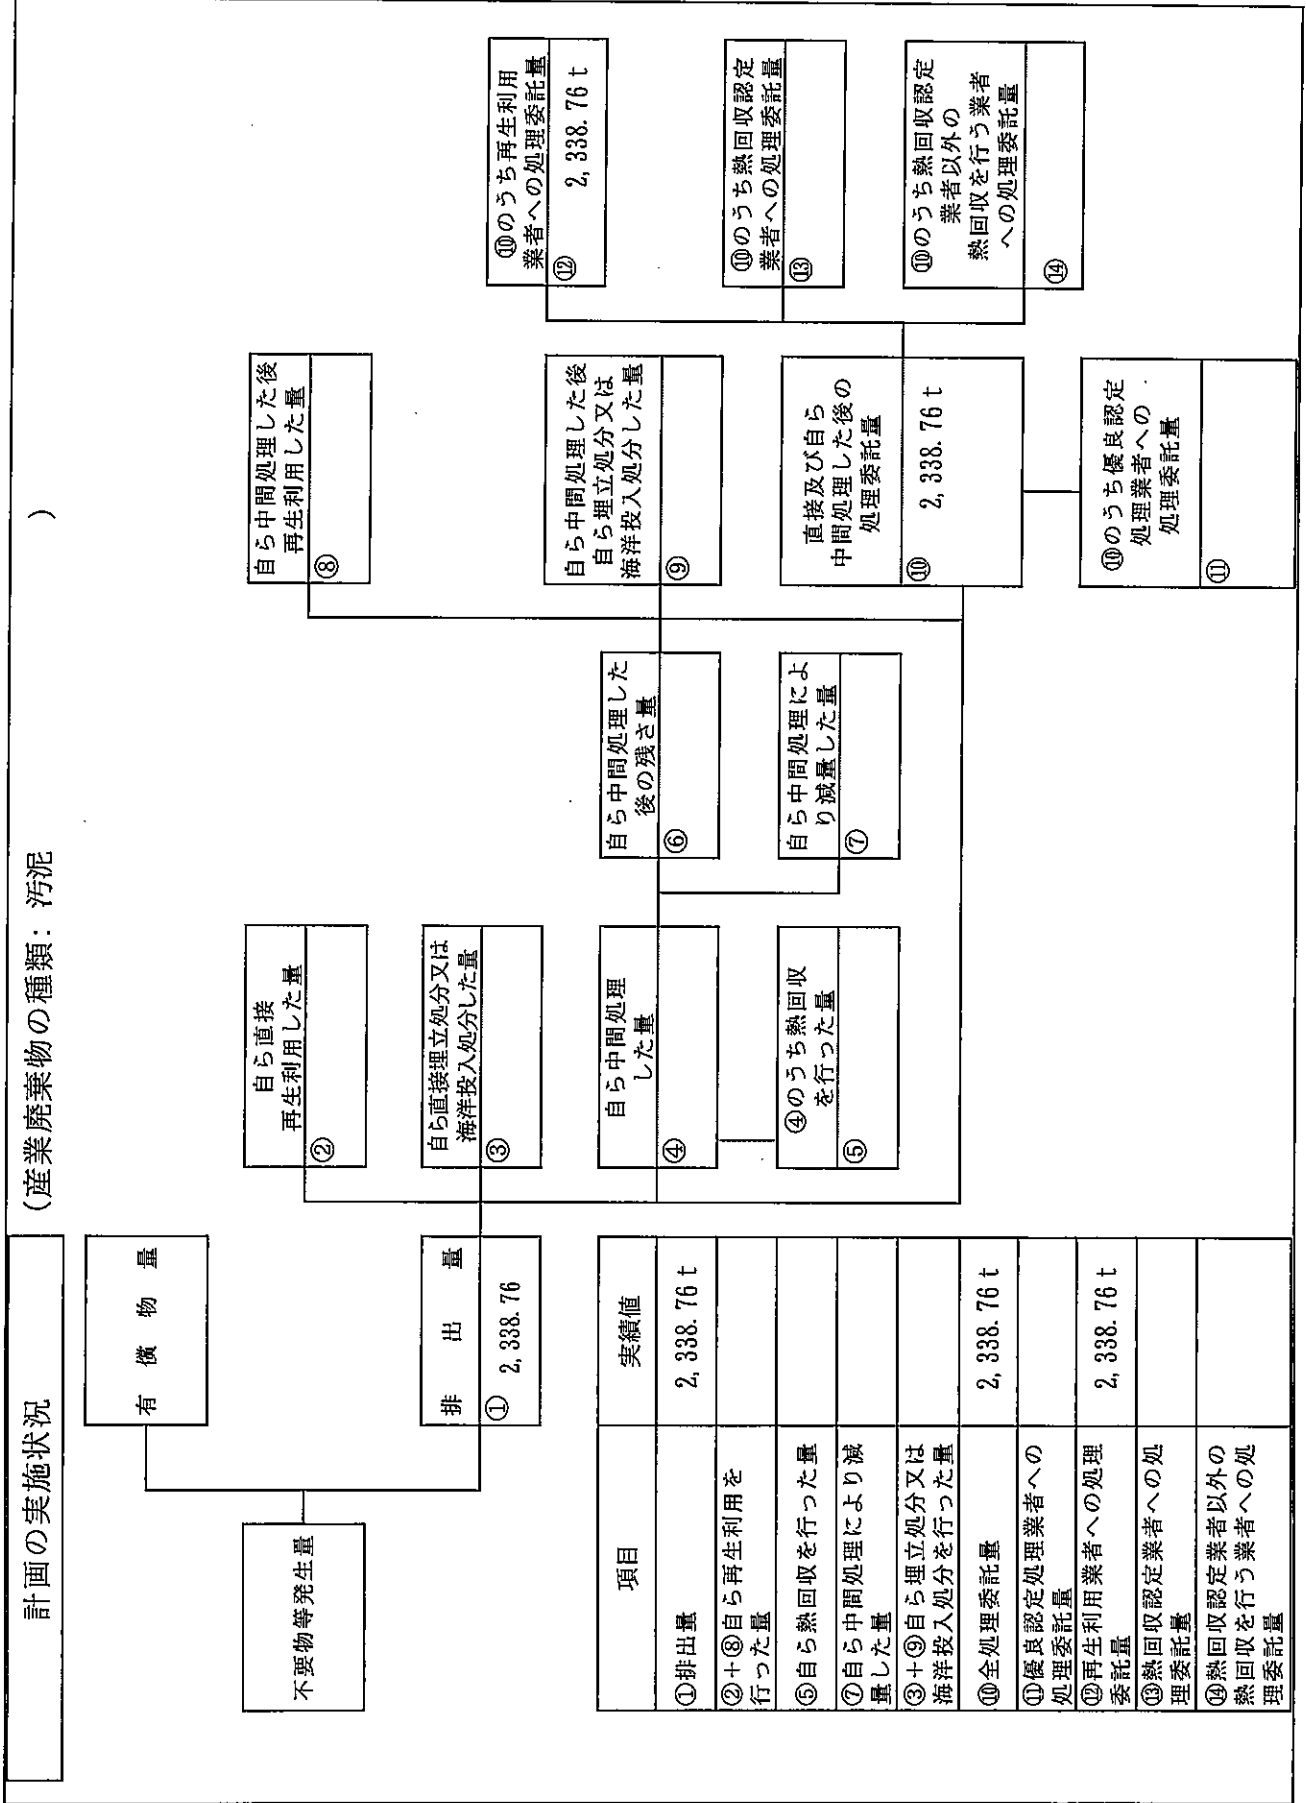 計画の実施状況
（産業廃棄物の種類：汚泥　　　　　　）
不要物等発生量
有償物量
排出量
① 2,338.76
自ら直接
再生利用した量
②
自ら直接埋立処分又は
海洋投入処分した量
③
自ら中間処理
した量
④
④のうち熱回収
を行った量
⑤
自ら中間処理した
後の残さ量
⑥
自ら中間処理によ
り減量した量
⑦
自ら中間処理した後
再生利用した量
⑧
自ら中間処理した後
自ら埋立処分又は
海洋投入処分した量
⑨
直接及び自ら
中間処理した後の
処理委託量
⑩ 2,338.76 t
⑩のうち優良認定
処理業者への
処理委託量
⑪
⑩のうち再生利用
業者への処理委託量
⑫ 2,338.76 t
⑩のうち熱回収認定
業者への処理委託量
⑬
⑩のうち熱回収認定
業者以外の
熱回収を行う業者
への処理委託量
⑭
項目 実績値
①排出量 2,338.76 t
②+⑧自ら再生利用を
行った量
⑤自ら熱回収を行った量
⑦自ら中間処理により減
量した量
③+⑨自ら埋立処分又は
海洋投入処分を行った量
⑩全処理委託量 2,338.76 t
⑪優良認定処理業者への
処理委託量
⑫再生利用業者への処理
委託量 2,338.76 t
⑬熱回収認定業者への処
理委託量
⑭熱回収認定業者以外の
熱回収を行う業者への処
理委託量